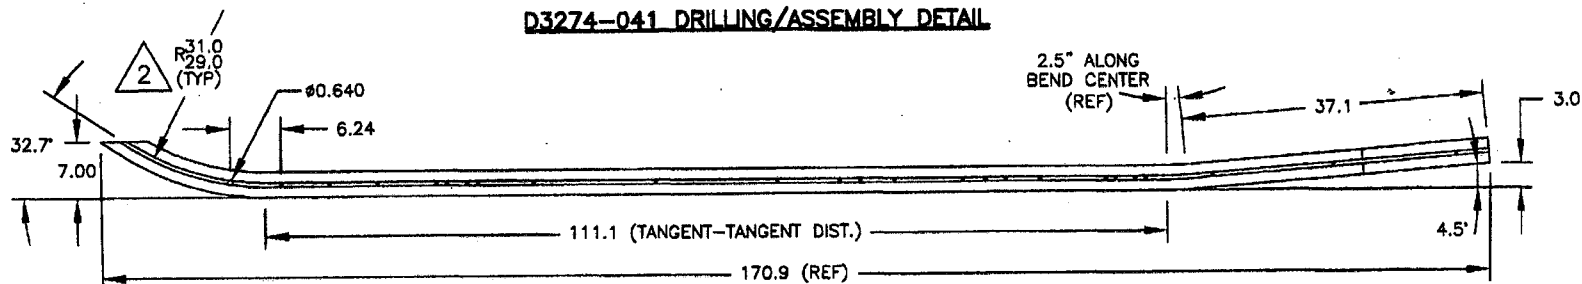 D3274-041 DRILLING/ASSEMBLY DETAIL
2
R31.0
29.0
(TYP)
ø0.640
6.24
2.5" ALONG
BEND CENTER
(REF)
37.1
3.0
32.7°
7.00
111.1 (TANGENT-TANGENT DIST.)
4.5°
170.9 (REF)